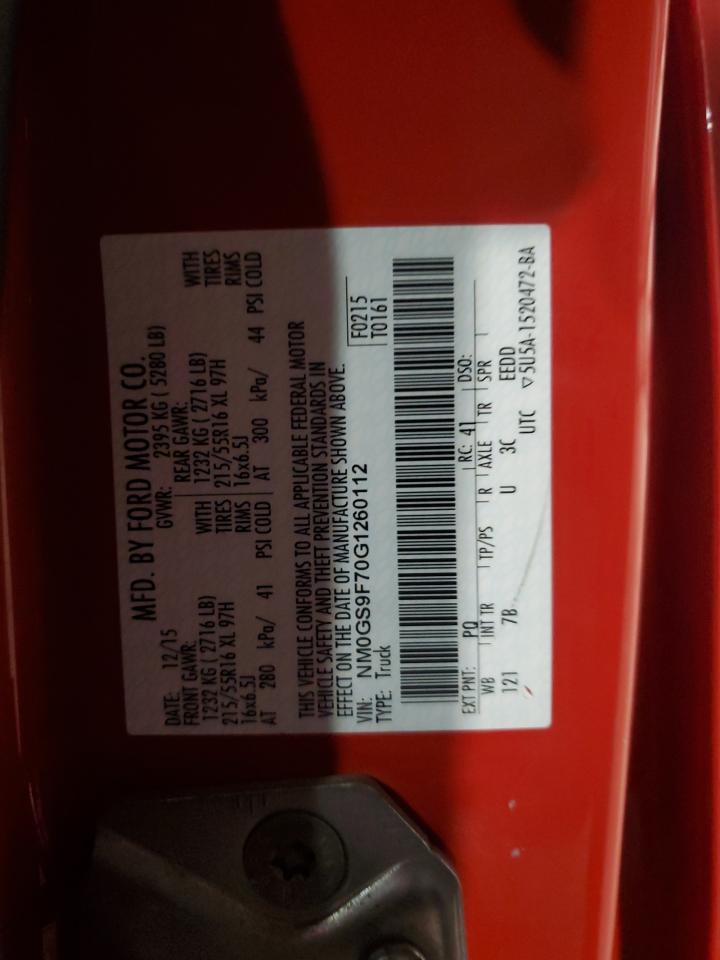 MFD. BY FORD MOTOR CO.
DATE: 12/15 GVWR: 2395 KG ( 5280 LB)
FRONT GAWR: REAR GAWR:
1232 KG ( 2716 LB) WITH 1232 KG ( 2716 LB) WITH
215/55R16 XL 97H TIRES 215/55R16 XL 97H TIRES
16x6.5J RIMS 16x6.5J RIMS
AT 280 kPa/ 41 PSI COLD AT 300 kPa/ 44 PSI COLD
THIS VEHICLE CONFORMS TO ALL APPLICABLE FEDERAL MOTOR
VEHICLE SAFETY AND THEFT PREVENTION STANDARDS IN
EFFECT ON THE DATE OF MANUFACTURE SHOWN ABOVE.
VIN: NM0GS9F70G1260112 F0215
TYPE: Truck T0161
EXT PNT: PQ RC: 41 DSO:
WB INT TR TP/PS R AXLE TR SPR
121 7B U 3C EEDD
UTC ▽5U5A-1520472-BA